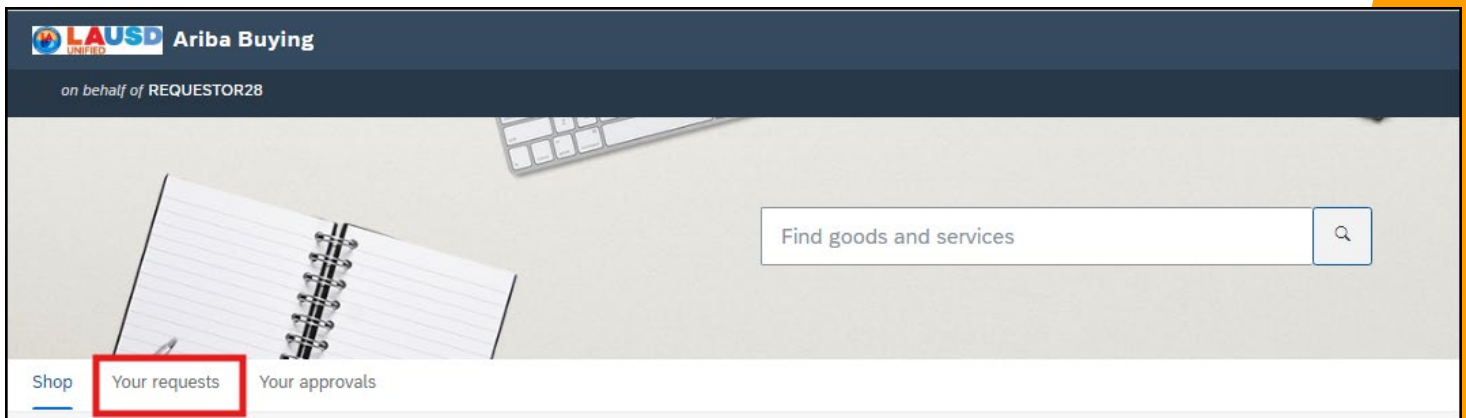 LAUSD
UNIFIED
Ariba Buying
on behalf of REQUESTOR28
Find goods and services
Shop
Your requests
Your approvals